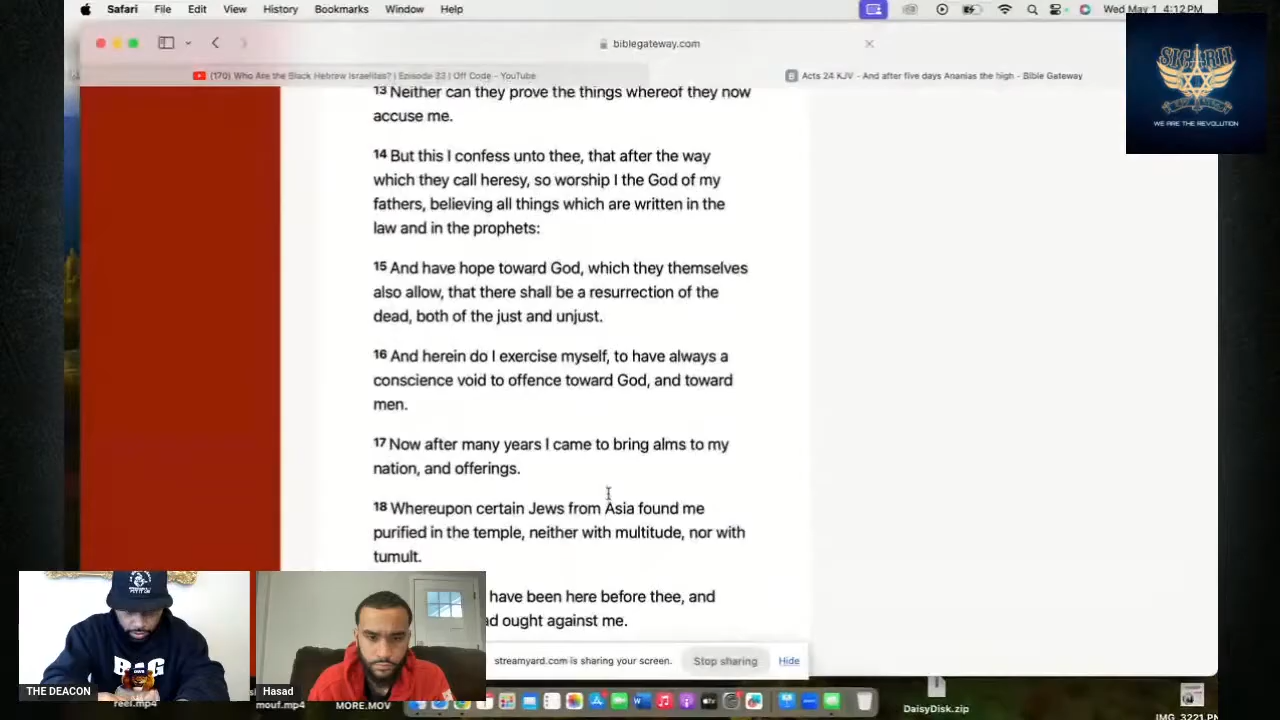 Safari File Edit View History Bookmarks Window Help Wed May 1 4:12 PM
biblegateway.com
(170) Who Are the Black Hebrew Israelites? | Episode 23 | Off Code - YouTube
Acts 24 KJV - And after five days Ananias the high - Bible Gateway
SICARII
WE ARE THE REVOLUTION
13 Neither can they prove the things whereof they now
accuse me.
14 But this I confess unto thee, that after the way
which they call heresy, so worship I the God of my
fathers, believing all things which are written in the
law and in the prophets:
15 And have hope toward God, which they themselves
also allow, that there shall be a resurrection of the
dead, both of the just and unjust.
16 And herein do I exercise myself, to have always a
conscience void to offence toward God, and toward
men.
17 Now after many years I came to bring alms to my
nation, and offerings.
18 Whereupon certain Jews from Asia found me
purified in the temple, neither with multitude, nor with
tumult.
have been here before thee, and
ought against me.
streamyard.com is sharing your screen. Stop sharing Hide
THE DEACON
Hasad
reel.mp4
mouf.mp4
MORE.MOV
DaisyDisk.zip
IMG_3221.PN